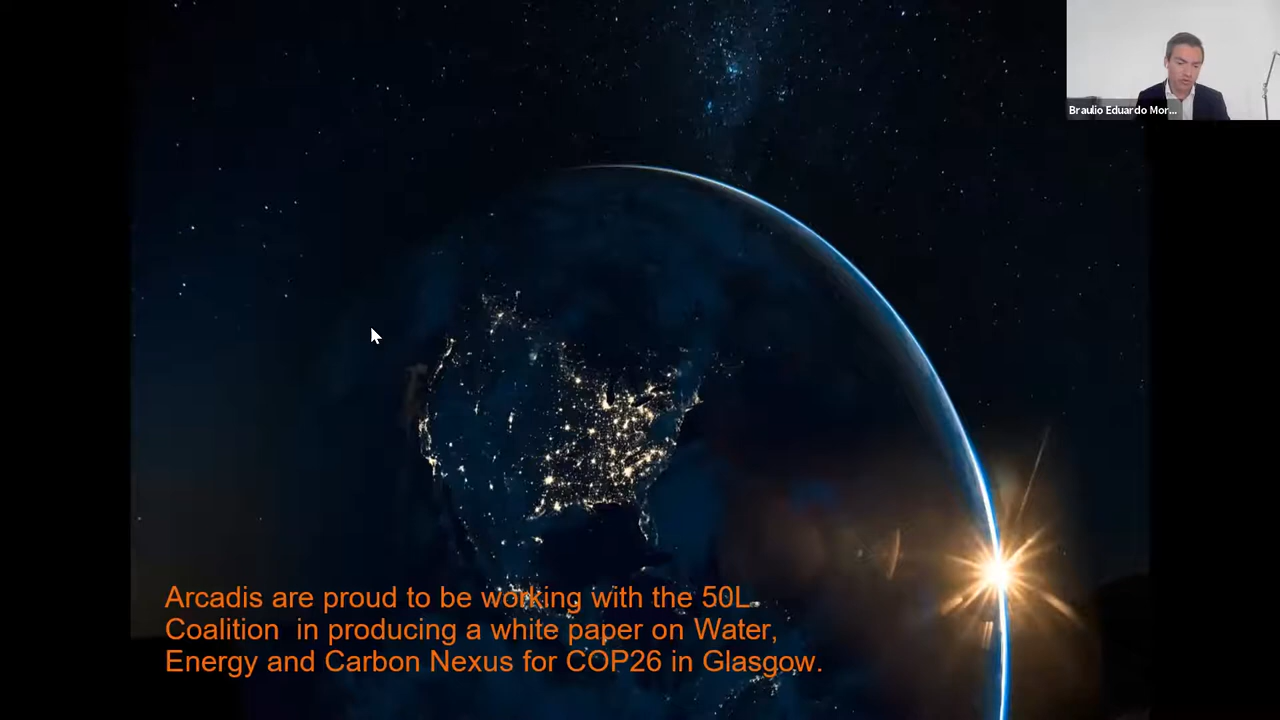 Braulio Eduardo Mor...
Arcadis are proud to be working with the 50L
Coalition  in producing a white paper on Water,
Energy and Carbon Nexus for COP26 in Glasgow.